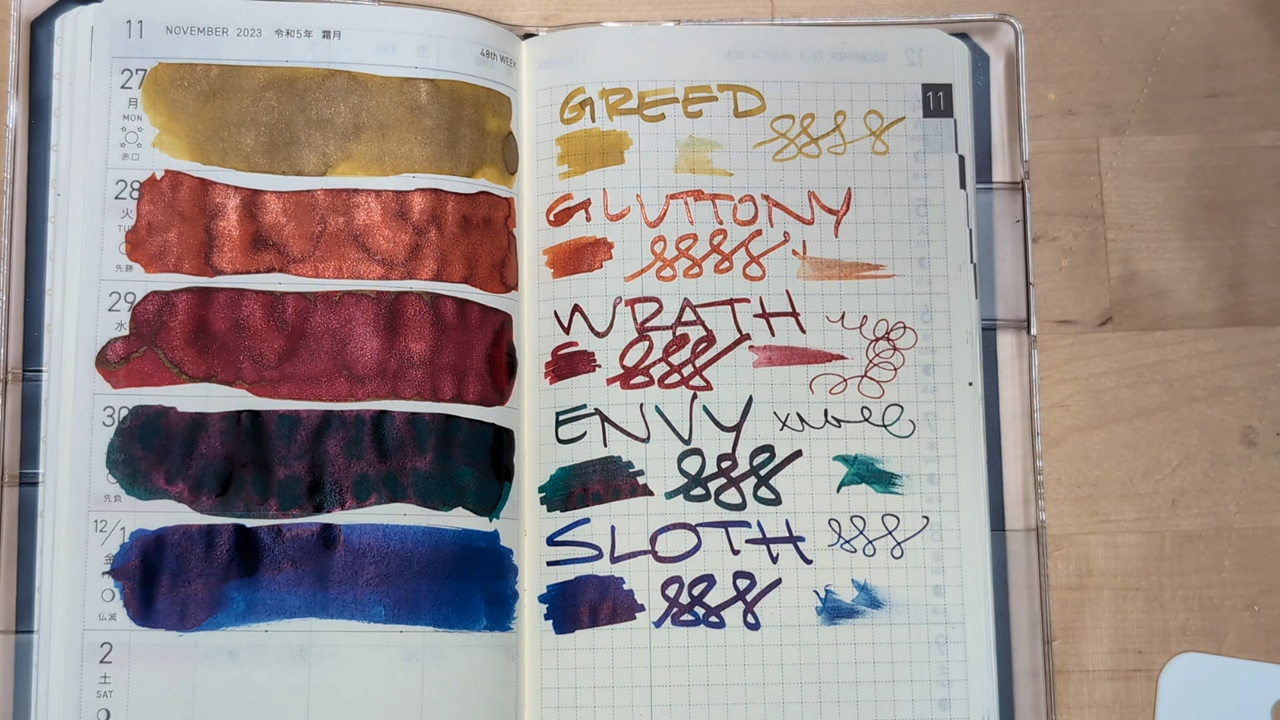 11 NOVEMBER 2023 令和5年 霜月
48th WEEK
27
月
MON
赤口
28
火
TU
先勝
29
水
30
先負
12/1
金
仏滅
2
土
SAT
11
GREED
GLUTTONY
WRATH
ENVY
SLOTH